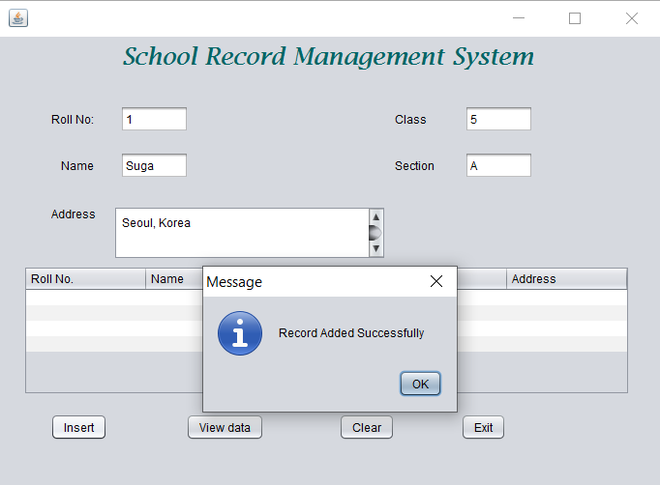 School Record Management System
Roll No: 1 Class 5
Name Suga Section A
Address Seoul, Korea
Roll No. Name Address
Message
Record Added Successfully
OK
Insert View data Clear Exit